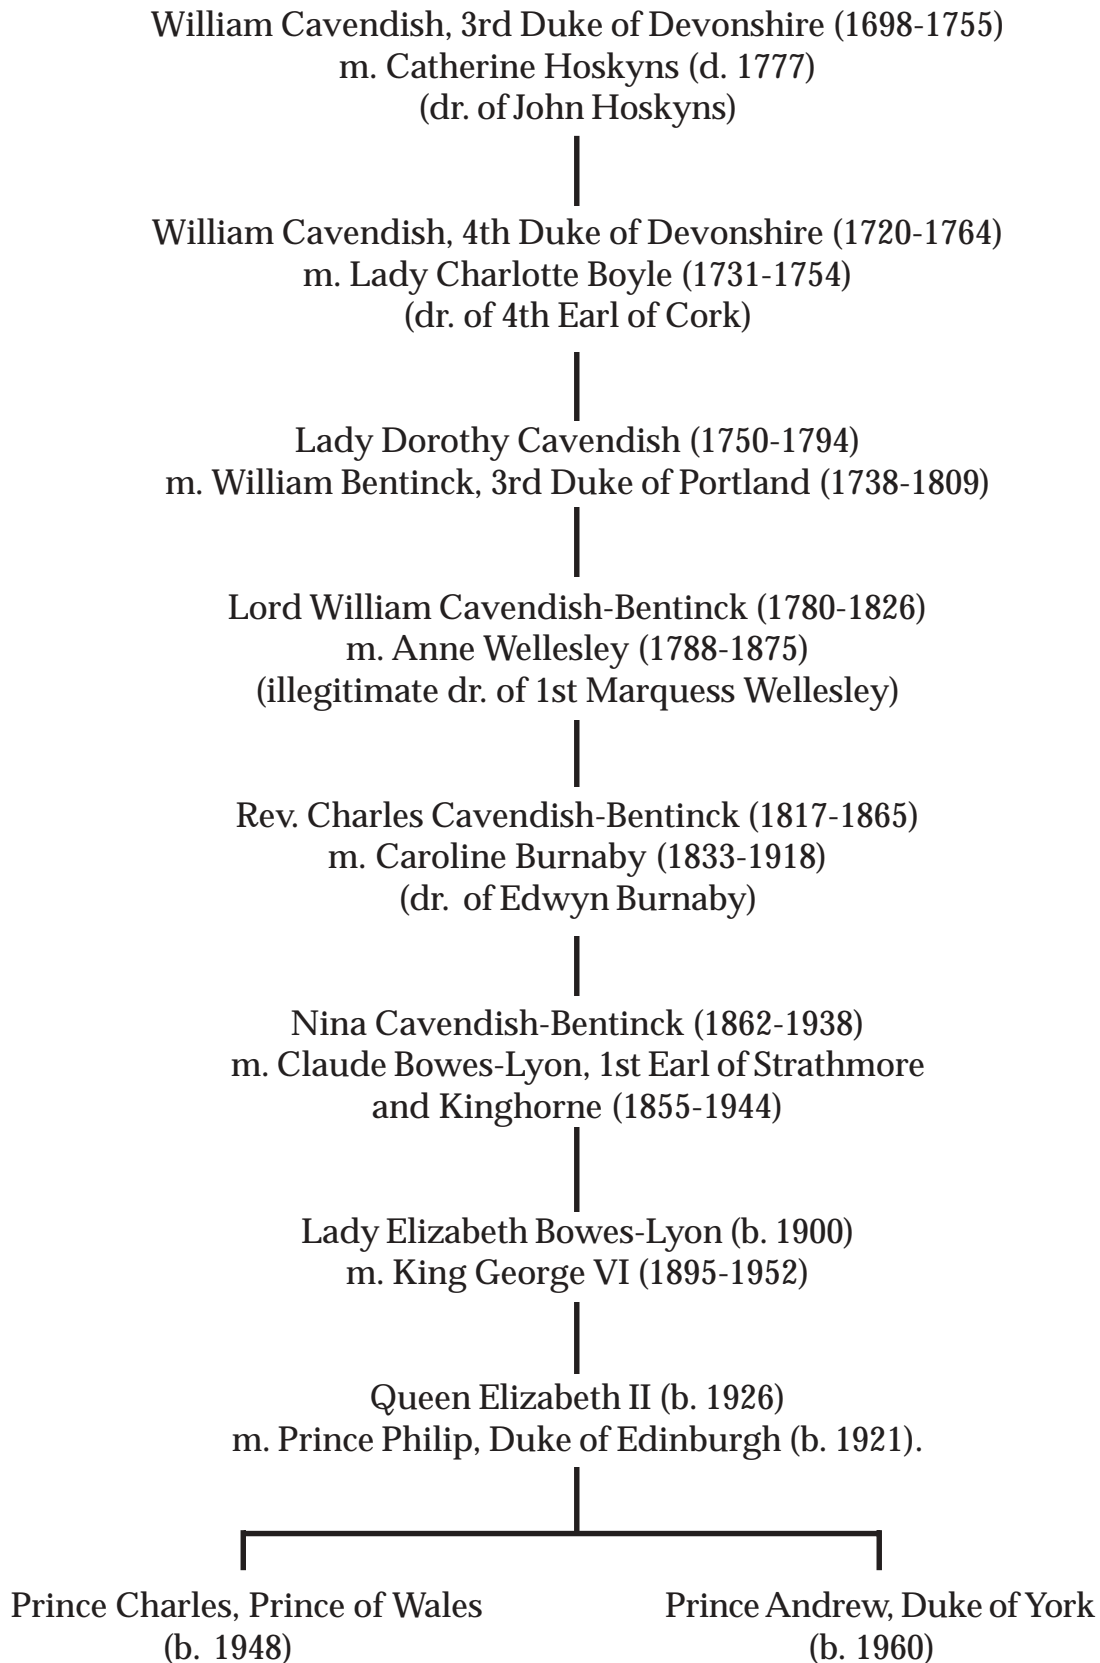 William Cavendish, 3rd Duke of Devonshire (1698-1755)
m. Catherine Hoskyns (d. 1777)
(dr. of John Hoskyns)
William Cavendish, 4th Duke of Devonshire (1720-1764)
m. Lady Charlotte Boyle (1731-1754)
(dr. of 4th Earl of Cork)
Lady Dorothy Cavendish (1750-1794)
m. William Bentinck, 3rd Duke of Portland (1738-1809)
Lord William Cavendish-Bentinck (1780-1826)
m. Anne Wellesley (1788-1875)
(illegitimate dr. of 1st Marquess Wellesley)
Rev. Charles Cavendish-Bentinck (1817-1865)
m. Caroline Burnaby (1833-1918)
(dr. of Edwyn Burnaby)
Nina Cavendish-Bentinck (1862-1938)
m. Claude Bowes-Lyon, 1st Earl of Strathmore
and Kinghorne (1855-1944)
Lady Elizabeth Bowes-Lyon (b. 1900)
m. King George VI (1895-1952)
Queen Elizabeth II (b. 1926)
m. Prince Philip, Duke of Edinburgh (b. 1921).
Prince Charles, Prince of Wales
(b. 1948)
Prince Andrew, Duke of York
(b. 1960)